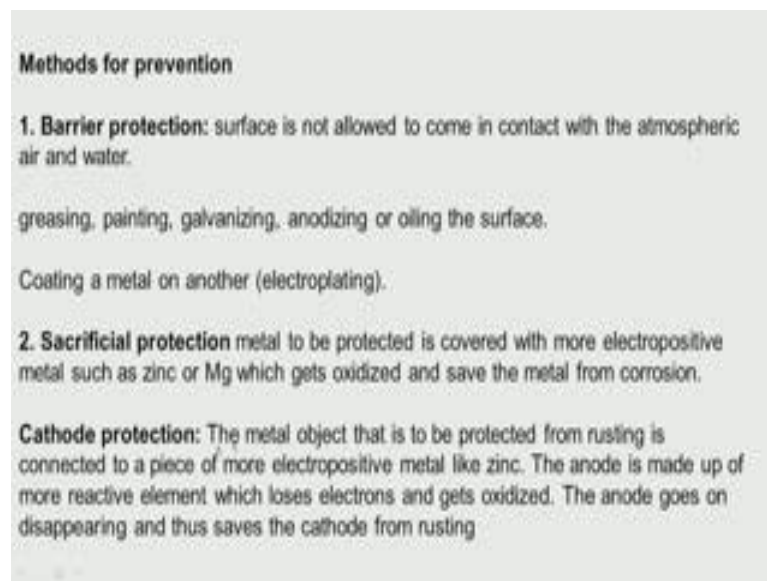 Methods for prevention
1. Barrier protection: surface is not allowed to come in contact with the atmospheric
air and water.
greasing, painting, galvanizing, anodizing or oiling the surface.
Coating a metal on another (electroplating).
2. Sacrificial protection metal to be protected is covered with more electropositive
metal such as zinc or Mg which gets oxidized and save the metal from corrosion.
Cathode protection: The metal object that is to be protected from rusting is
connected to a piece of more electropositive metal like zinc. The anode is made up of
more reactive element which loses electrons and gets oxidized. The anode goes on
disappearing and thus saves the cathode from rusting